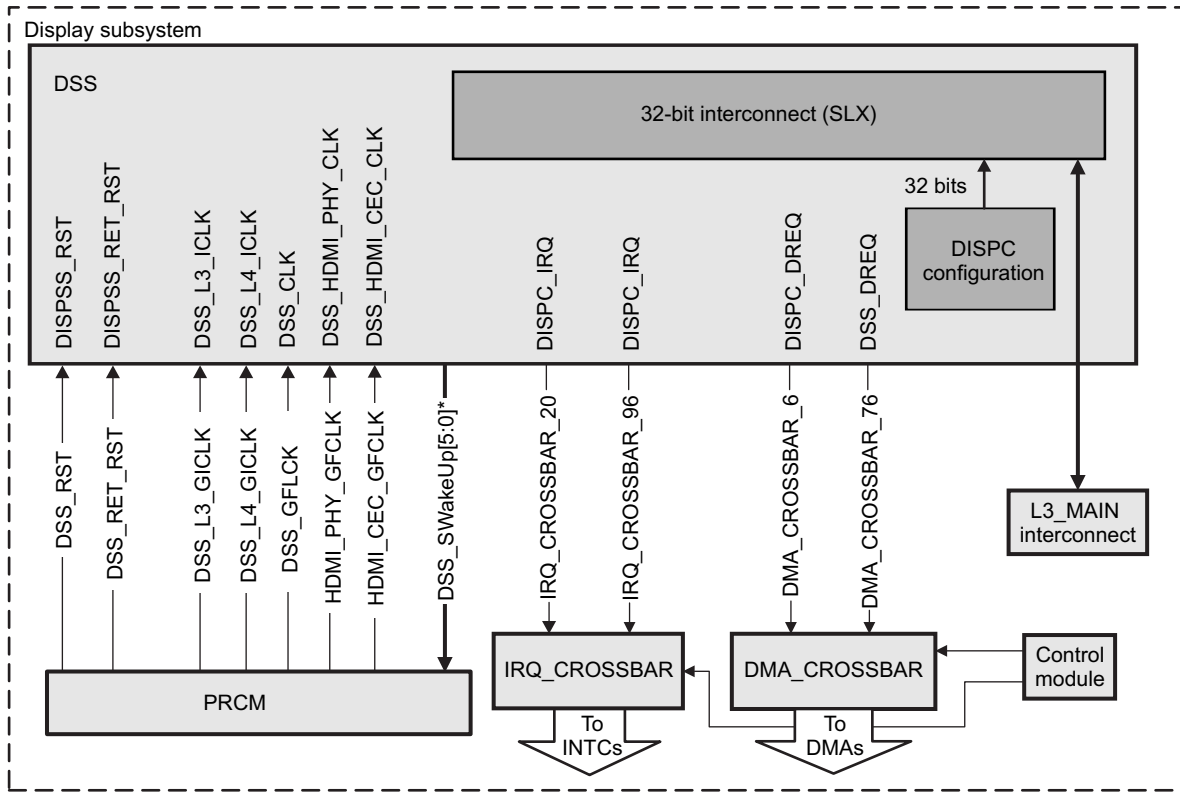 Display subsystem
DSS
32-bit interconnect (SLX)
32 bits
DISPC
configuration
DISPSS_RST
DISPSS_RET_RST
DSS_L3_ICLK
DSS_L4_ICLK
DSS_CLK
DSS_HDMI_PHY_CLK
DSS_HDMI_CEC_CLK
DISPC_IRQ
DISPC_IRQ
DISPC_DREQ
DSS_DREQ
DSS_RST
DSS_RET_RST
DSS_L3_GICLK
DSS_L4_GICLK
DSS_GFLCK
HDMI_PHY_GFCLK
HDMI_CEC_GFCLK
DSS_SWakeUp[5:0]*
IRQ_CROSSBAR_20
IRQ_CROSSBAR_96
DMA_CROSSBAR_6
DMA_CROSSBAR_76
L3_MAIN
interconnect
PRCM
IRQ_CROSSBAR
DMA_CROSSBAR
Control
module
To
INTCs
To
DMAs